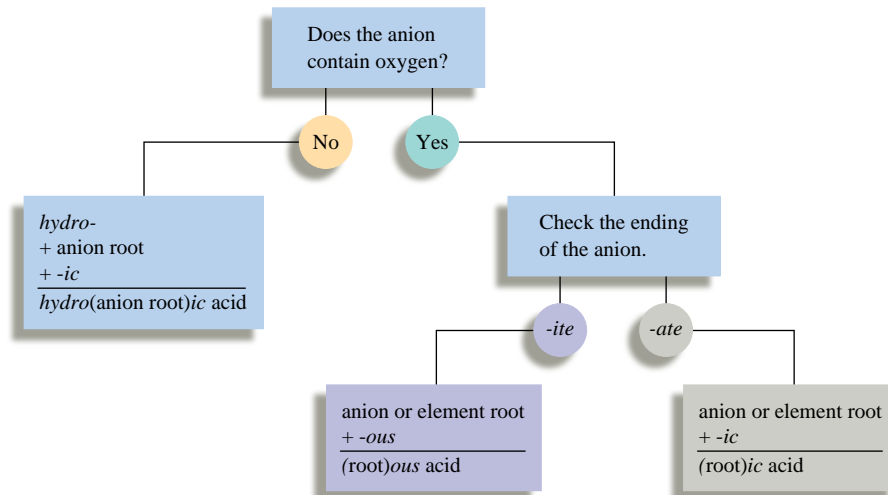 Does the anion
contain oxygen?
No
Yes
hydro-
+ anion root
+ -ic
hydro(anion root)ic acid
Check the ending
of the anion.
-ite
-ate
anion or element root
+ -ous
(root)ous acid
anion or element root
+ -ic
(root)ic acid